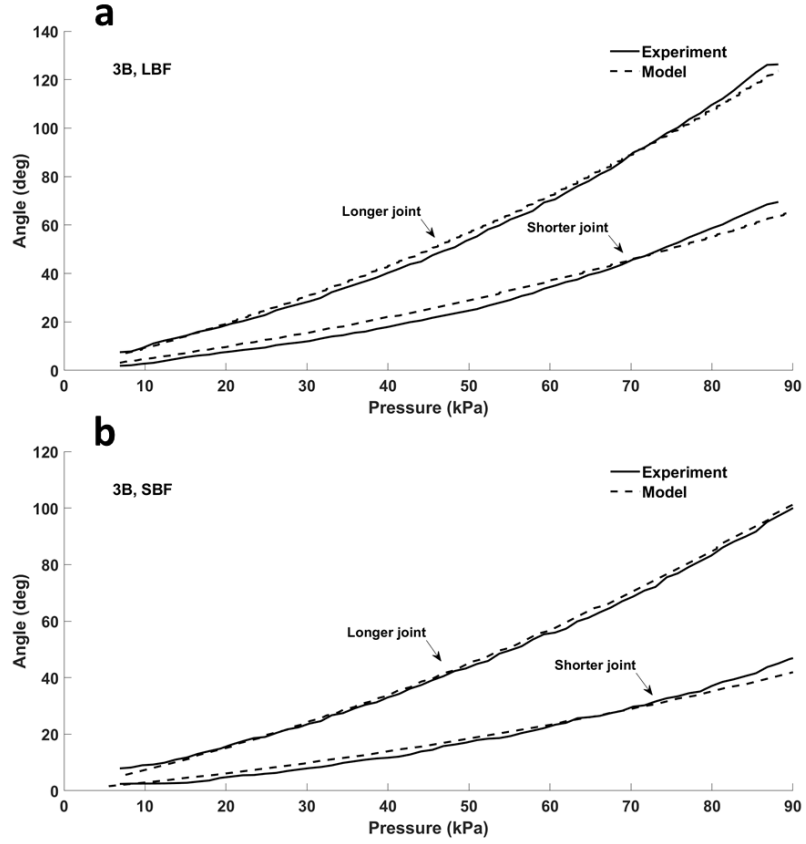 a
140
120
100
80
60
40
20
0
Angle (deg)
3B, LBF
Experiment
Model
Longer joint
Shorter joint
0 10 20 30 40 50 60 70 80 90
Pressure (kPa)
b
120
100
80
60
40
20
0
Angle (deg)
3B, SBF
Experiment
Model
Longer joint
Shorter joint
0 10 20 30 40 50 60 70 80 90
Pressure (kPa)